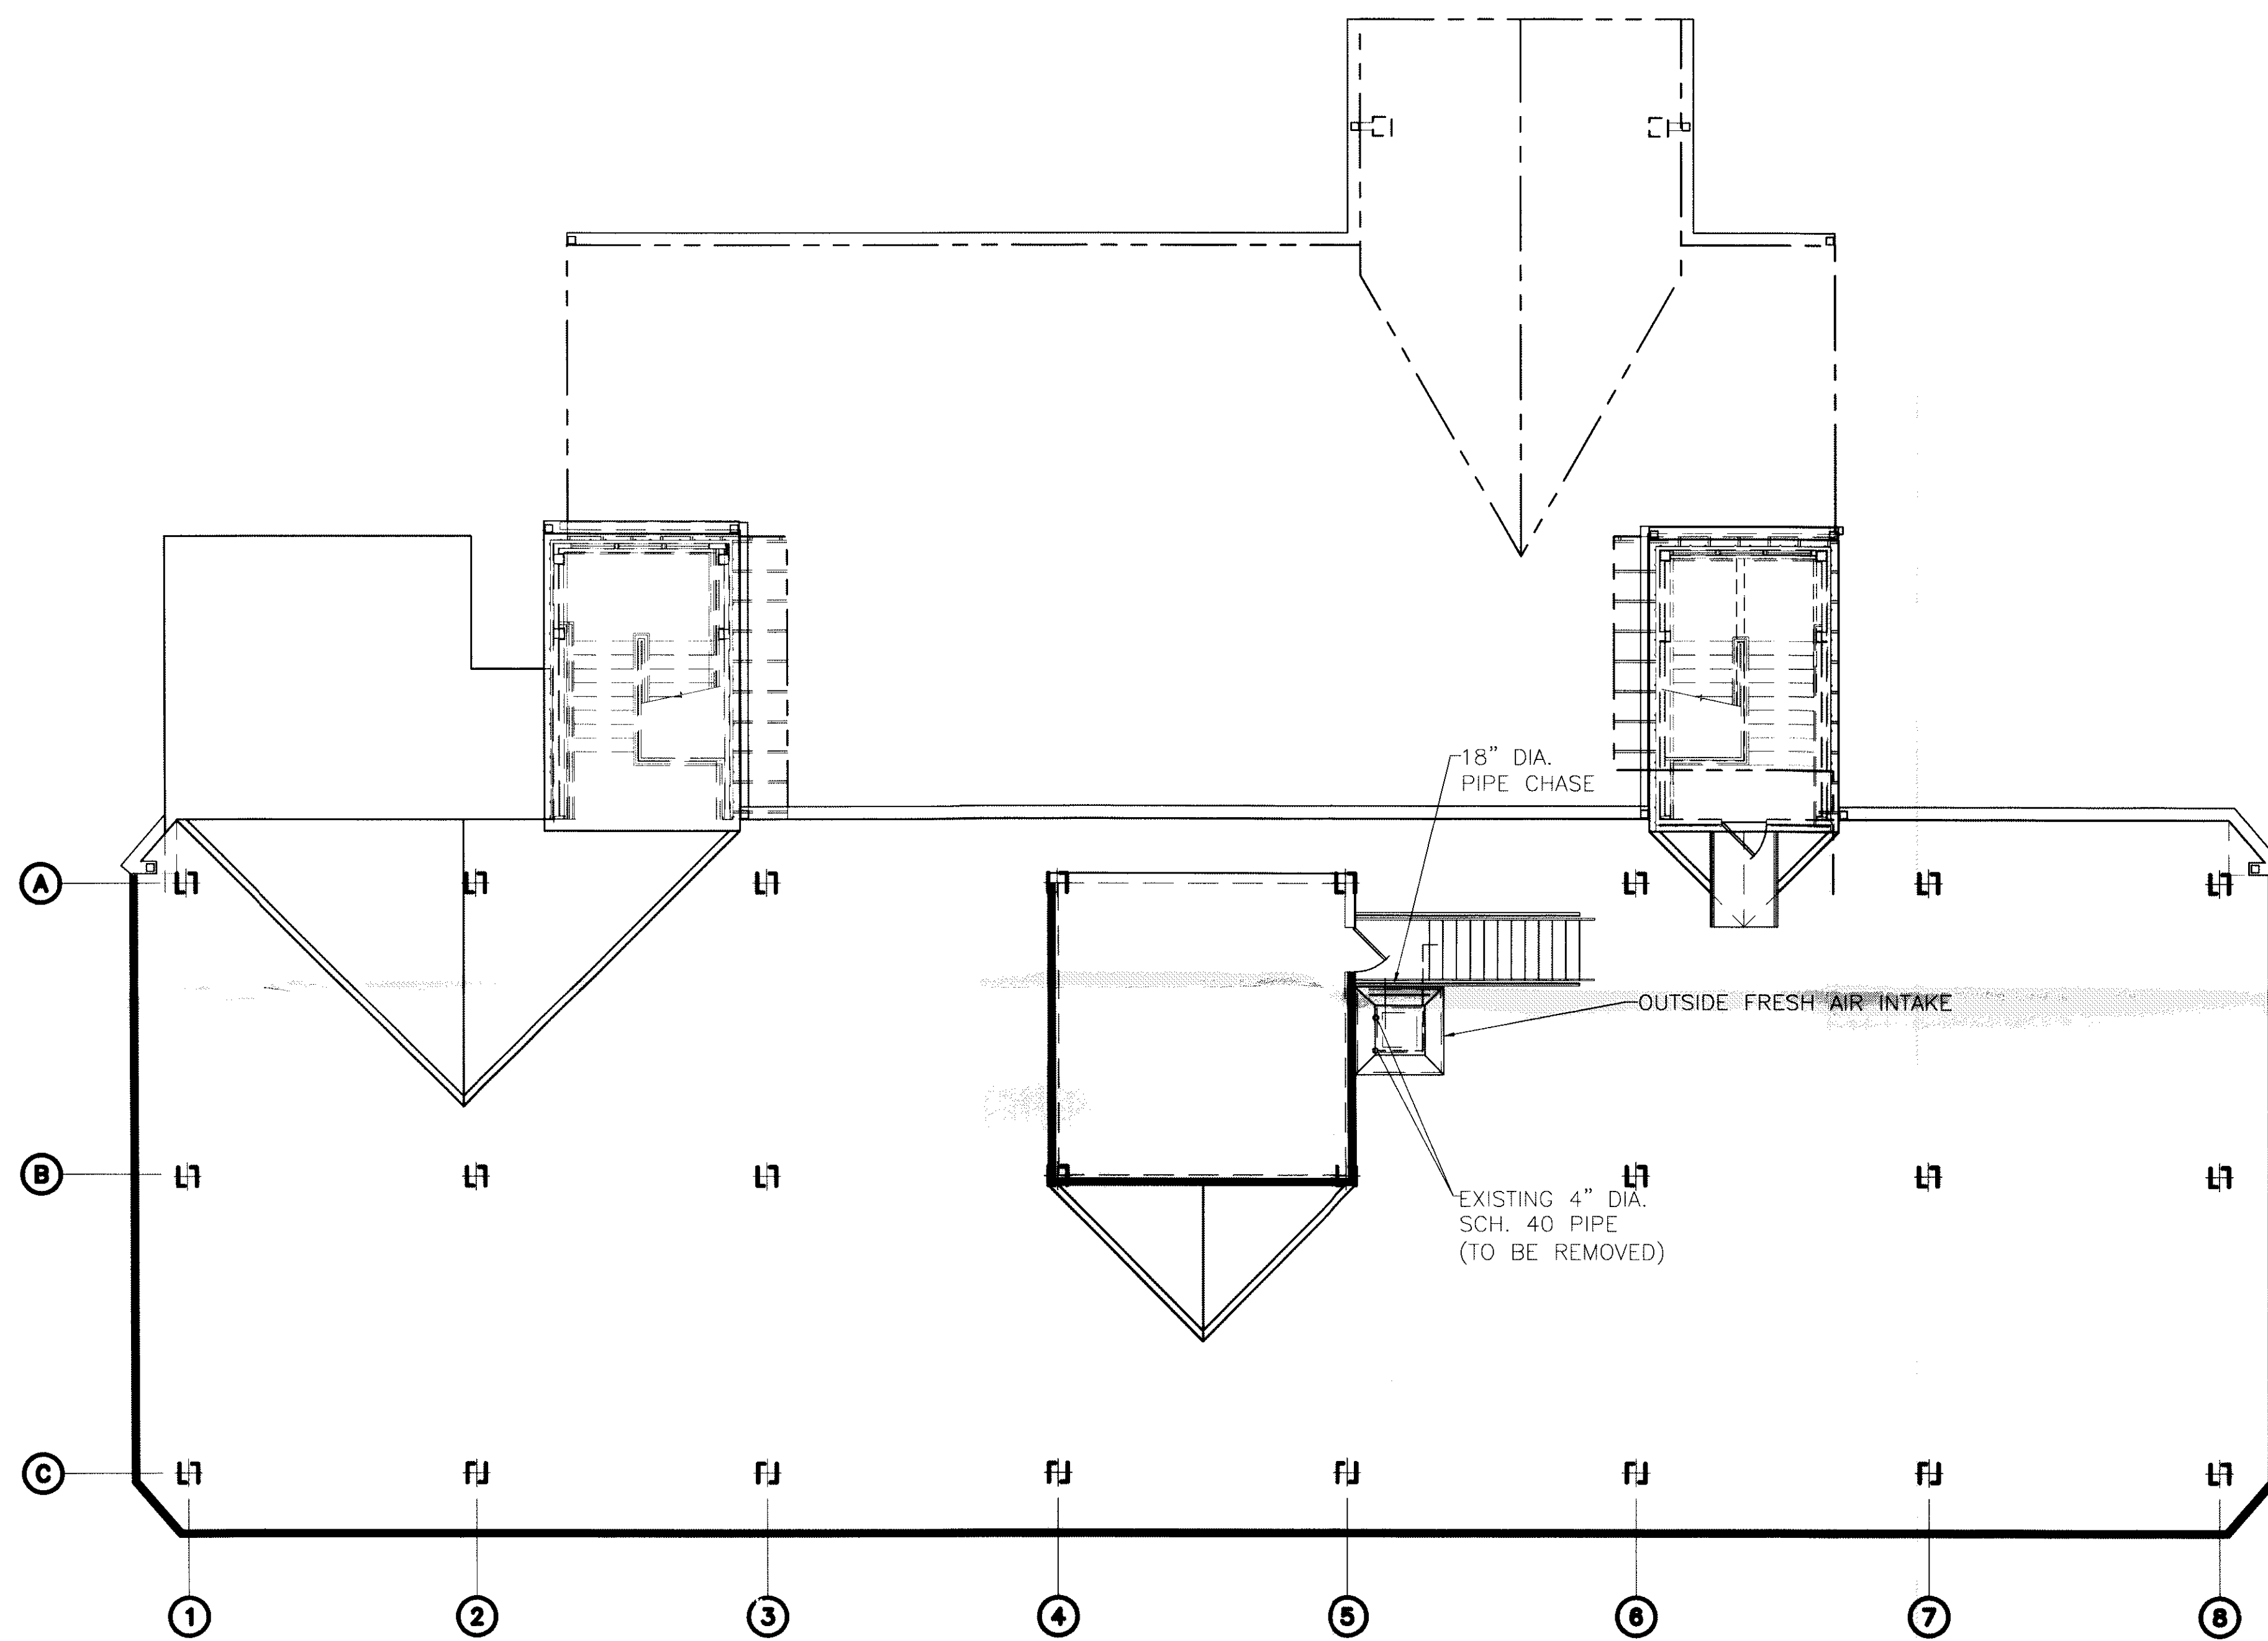 18" DIA.
PIPE CHASE
A
OUTSIDE FRESH AIR INTAKE
B
EXISTING 4" DIA.
SCH. 40 PIPE
(TO BE REMOVED)
C
1 2 3 4 5 6 7 8